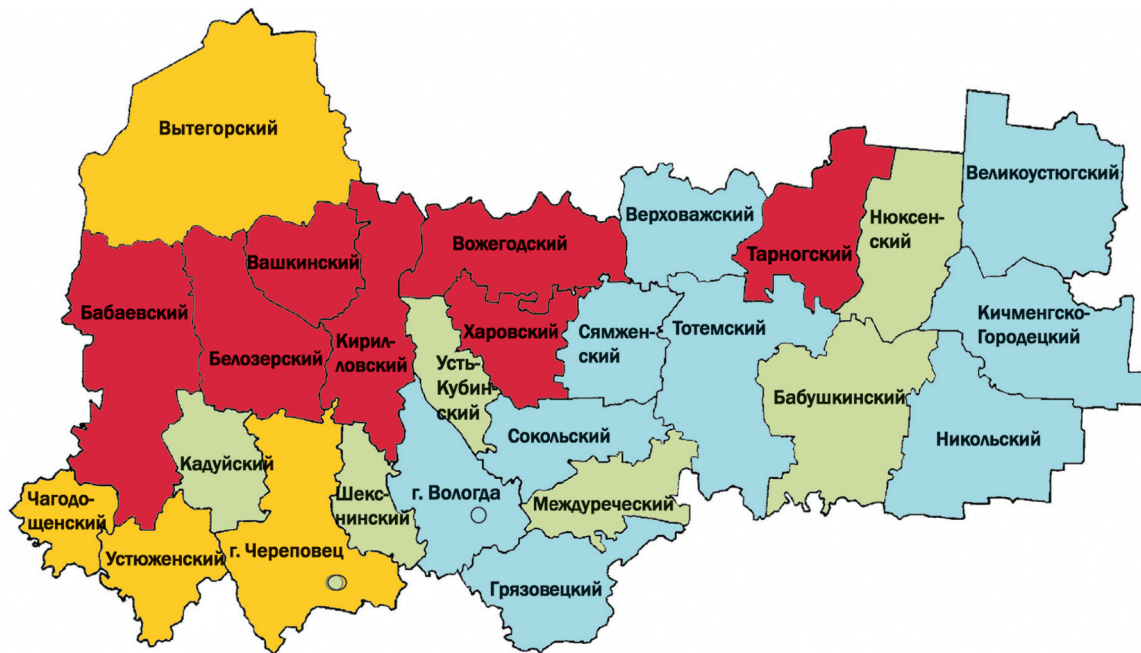 Вытегорский
Великоустюгский
Верховажский
Нюксен-
ский
Вожегодский
Тарногский
Вашкинский
Бабаевский
Кичменгско-
Городецкий
Харовский
Сямжен-
ский
Тотемский
Кирил-
ловский
Белозерский
Усть-
Кубин-
ский
Бабушкинский
Сокольский
Никольский
Кадуйский
Шекс-
нинский
г. Вологда
Междуреченский
Чагодо-
щенский
Устюженский
г. Череповец
Грязовецкий